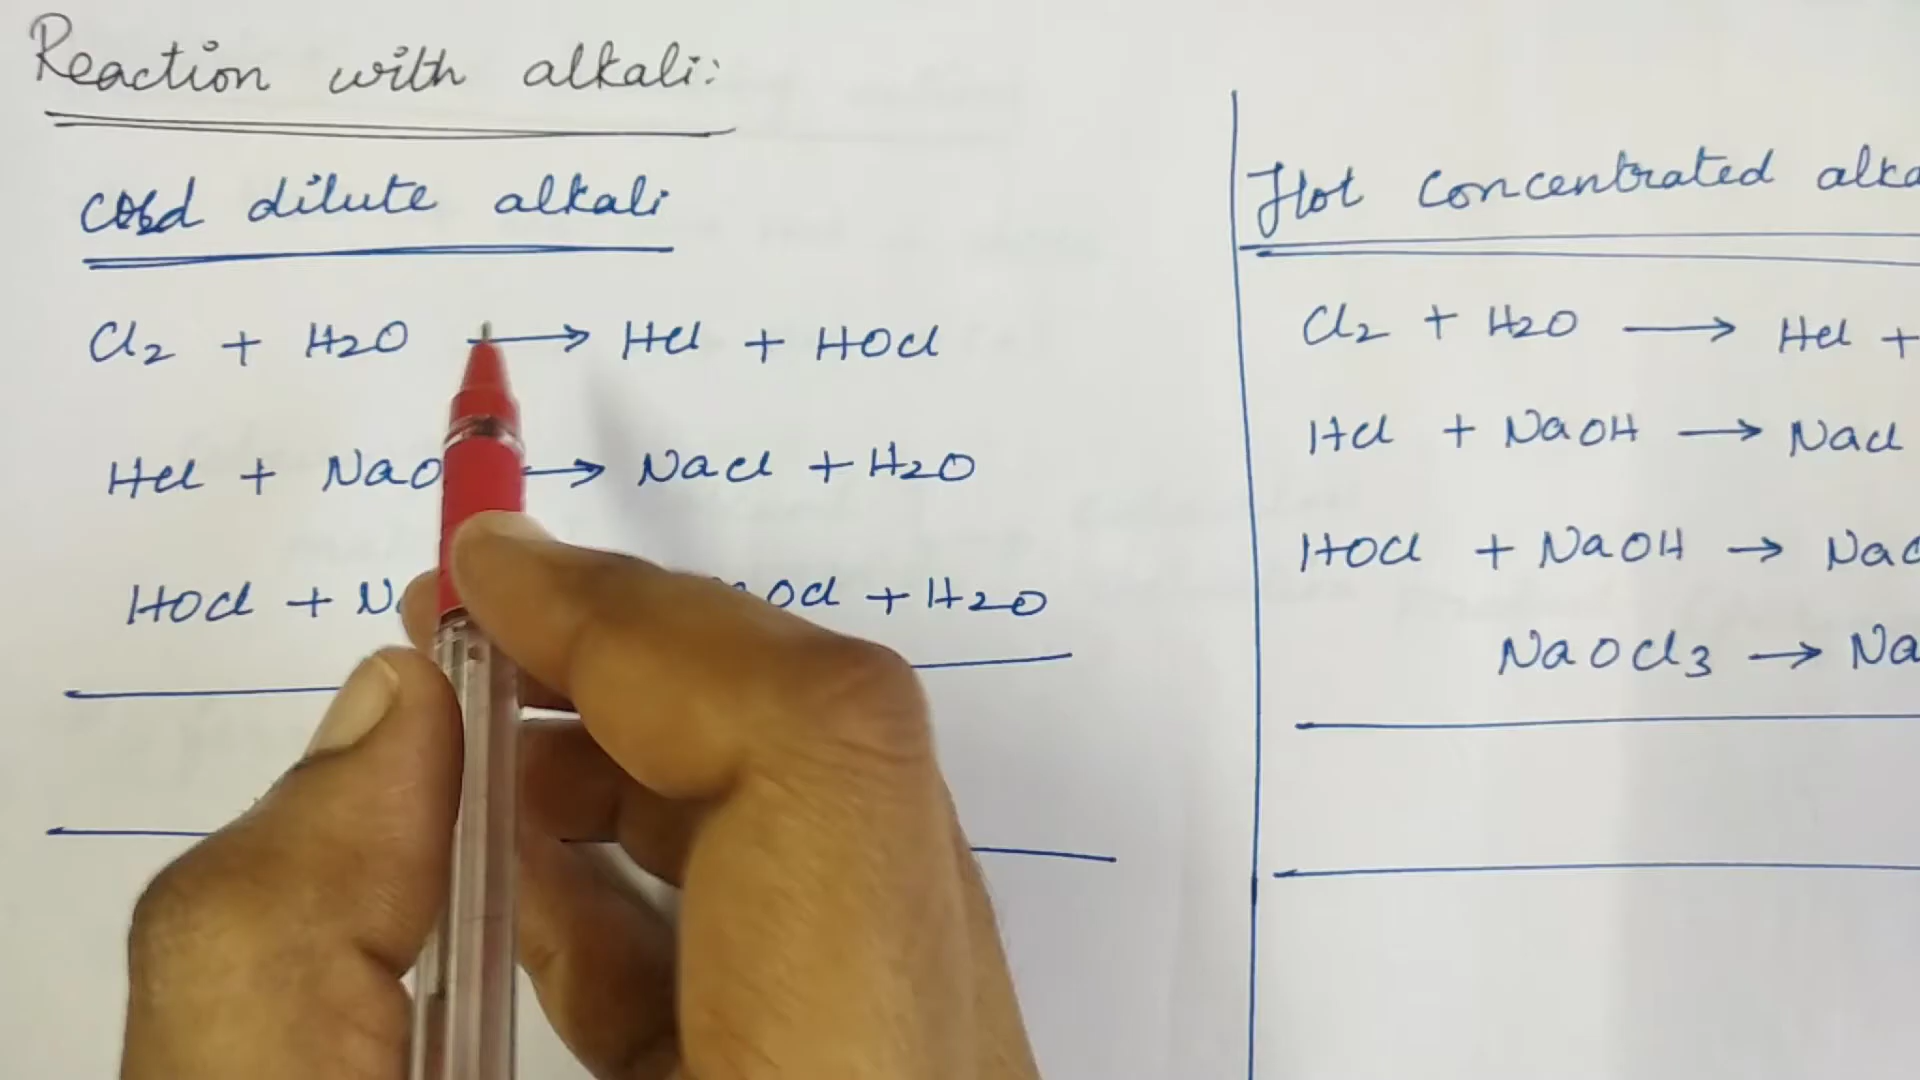 Reaction with alkali:
Cold dilute alkali
Cl2 + H2O → HCl + HOCl
HCl + NaO → NaCl + H2O
HOCl + Na OCl + H2O
Hot Concentrated alka
Cl2 + H2O → HCl +
HCl + NaOH → NaCl
HOCl + NaOH → NaO
NaOCl3 → Na